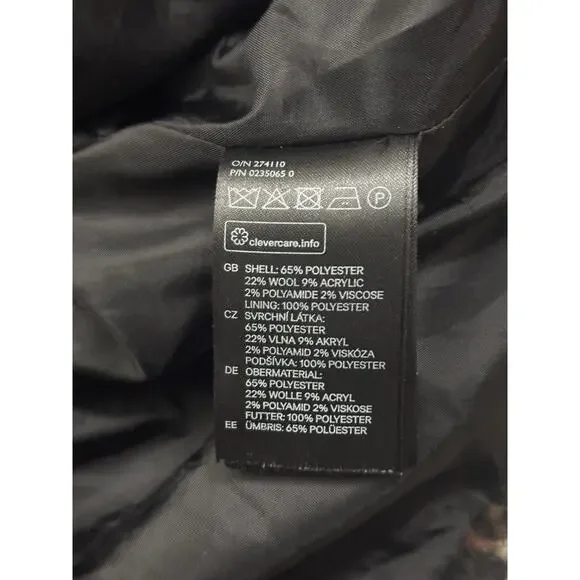 O/N 274110
P/N 0235065 0
P
clevercare.info
GB SHELL: 65% POLYESTER
22% WOOL 9% ACRYLIC
2% POLYAMIDE 2% VISCOSE
LINING: 100% POLYESTER
CZ SVRCHNÍ LÁTKA:
65% POLYESTER
22% VLNA 9% AKRYL
2% POLYAMID 2% VISKÓZA
PODŠÍVKA: 100% POLYESTER
DE OBERMATERIAL:
65% POLYESTER
22% WOLLE 9% ACRYL
2% POLYAMID 2% VISKOSE
FUTTER: 100% POLYESTER
EE ÜMBRIS: 65% POLÜESTER